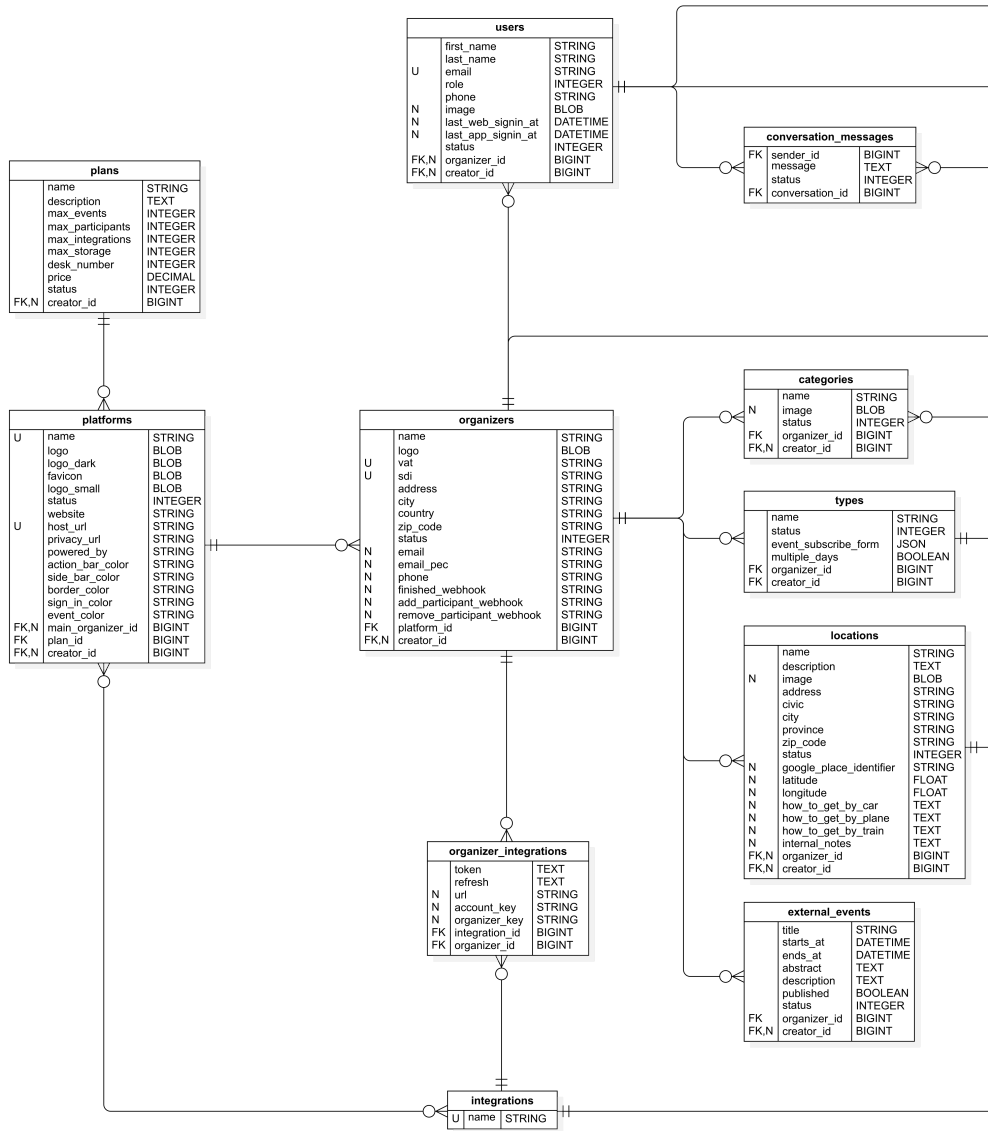 users
first_name STRING
last_name STRING
U email STRING
role INTEGER
phone STRING
N image BLOB
N last_web_signin_at DATETIME
N last_app_signin_at DATETIME
status INTEGER
FK,N organizer_id BIGINT
FK,N creator_id BIGINT
conversation_messages
FK sender_id BIGINT
message TEXT
status INTEGER
FK conversation_id BIGINT
plans
name STRING
description TEXT
max_events INTEGER
max_participants INTEGER
max_integrations INTEGER
max_storage INTEGER
desk_number INTEGER
price DECIMAL
status INTEGER
FK,N creator_id BIGINT
platforms
U name STRING
logo BLOB
logo_dark BLOB
favicon BLOB
logo_small BLOB
status INTEGER
website STRING
U host_url STRING
privacy_url STRING
powered_by STRING
action_bar_color STRING
side_bar_color STRING
border_color STRING
sign_in_color STRING
event_color STRING
FK,N main_organizer_id BIGINT
FK plan_id BIGINT
FK,N creator_id BIGINT
organizers
name STRING
logo BLOB
U vat STRING
U sdi STRING
address STRING
city STRING
country STRING
zip_code STRING
status INTEGER
N email STRING
N email_pec STRING
N phone STRING
N finished_webhook STRING
N add_participant_webhook STRING
N remove_participant_webhook STRING
FK platform_id BIGINT
FK,N creator_id BIGINT
categories
name STRING
N image BLOB
status INTEGER
FK organizer_id BIGINT
FK,N creator_id BIGINT
types
name STRING
status INTEGER
event_subscribe_form JSON
multiple_days BOOLEAN
FK organizer_id BIGINT
FK creator_id BIGINT
locations
name STRING
description TEXT
N image BLOB
address STRING
civic STRING
city STRING
province STRING
zip_code STRING
status INTEGER
N google_place_identifier STRING
N latitude FLOAT
N longitude FLOAT
N how_to_get_by_car TEXT
N how_to_get_by_plane TEXT
N how_to_get_by_train TEXT
N internal_notes TEXT
FK,N organizer_id BIGINT
FK,N creator_id BIGINT
organizer_integrations
token TEXT
refresh TEXT
N url STRING
N account_key STRING
N organizer_key STRING
FK integration_id BIGINT
FK organizer_id BIGINT
external_events
title STRING
starts_at DATETIME
ends_at DATETIME
abstract TEXT
description TEXT
published BOOLEAN
status INTEGER
FK organizer_id BIGINT
FK,N creator_id BIGINT
integrations
U name STRING